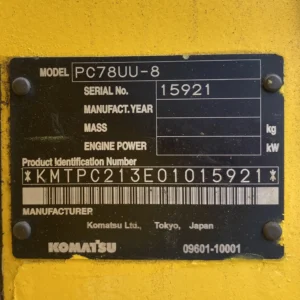 MODEL PC78UU-8
SERIAL No. 15921
MANUFACT.YEAR
MASS kg
ENGINE POWER kW
Product Identification Number
*KMTPC213E01015921*
MANUFACTURER
Komatsu Ltd., Tokyo, Japan
KOMATSU 09601-10001